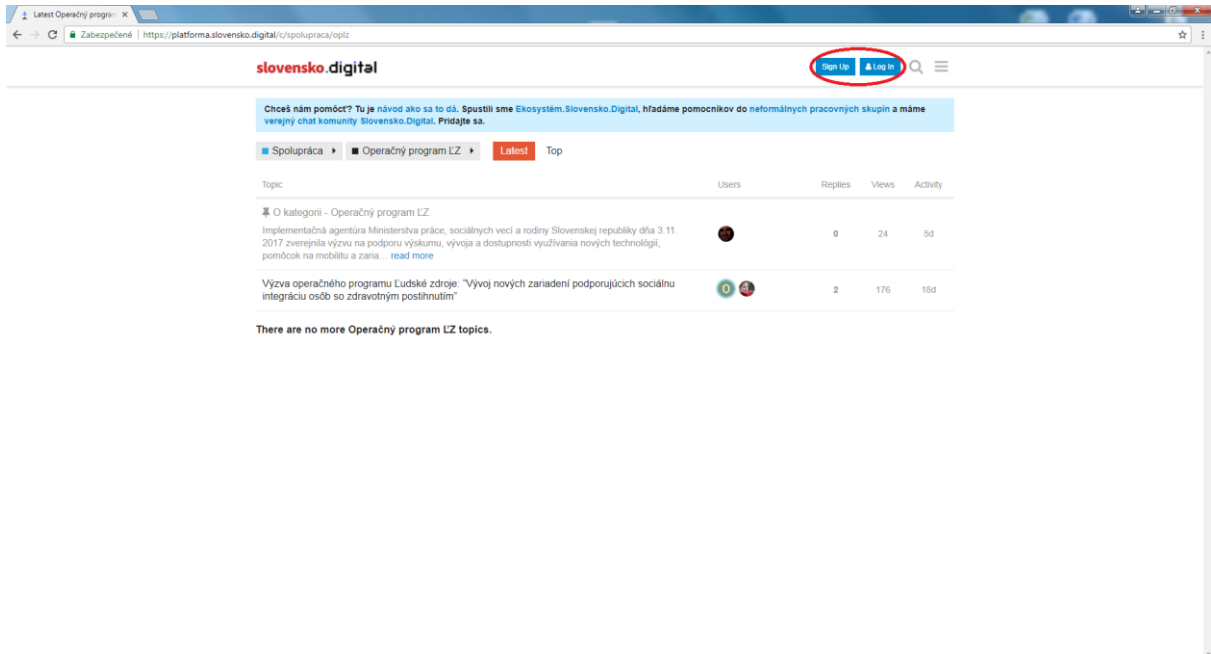 Latest Operačný progran
Zabezpečené | https://platforma.slovensko.digital/c/spolupraca/oplz
slovensko.digital
Sign Up Log In
Chceš nám pomôcť? Tu je návod ako sa to dá. Spustili sme Ekosystém.Slovensko.Digital, hľadáme pomocníkov do neformálnych pracovných skupín a máme
verejný chat komunity Slovensko.Digital. Pridajte sa.
Spolupráca Operačný program ĽZ Latest Top
Topic Users Replies Views Activity
O kategorii - Operačný program ĽZ
Implementačná agentúra Ministerstva práce, sociálnych vecí a rodiny Slovenskej republiky dňa 3.11.
2017 zverejnila výzvu na podporu výskumu, vývoja a dostupnosti využívania nových technológií,
pomôcok na mobilitu a zaria… read more
0 24 5d
Výzva operačného programu Ľudské zdroje: "Vývoj nových zariadení podporujúcich sociálnu
integráciu osôb so zdravotným postihnutím"
O
2 176 18d
There are no more Operačný program ĽZ topics.